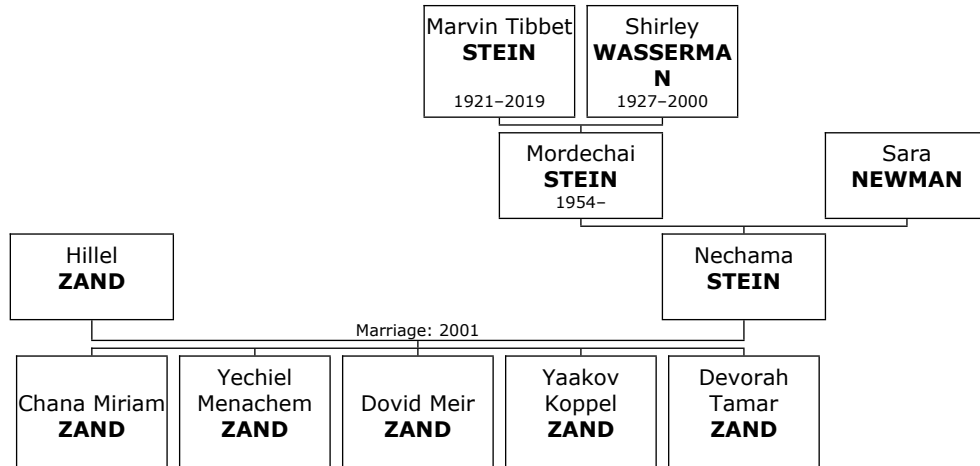 Marvin Tibbet
STEIN
1921–2019
Shirley
WASSERMA
N
1927–2000
Mordechai
STEIN
1954–
Sara
NEWMAN
Hillel
ZAND
Nechama
STEIN
Marriage: 2001
Chana Miriam
ZAND
Yechiel
Menachem
ZAND
Dovid Meir
ZAND
Yaakov
Koppel
ZAND
Devorah
Tamar
ZAND